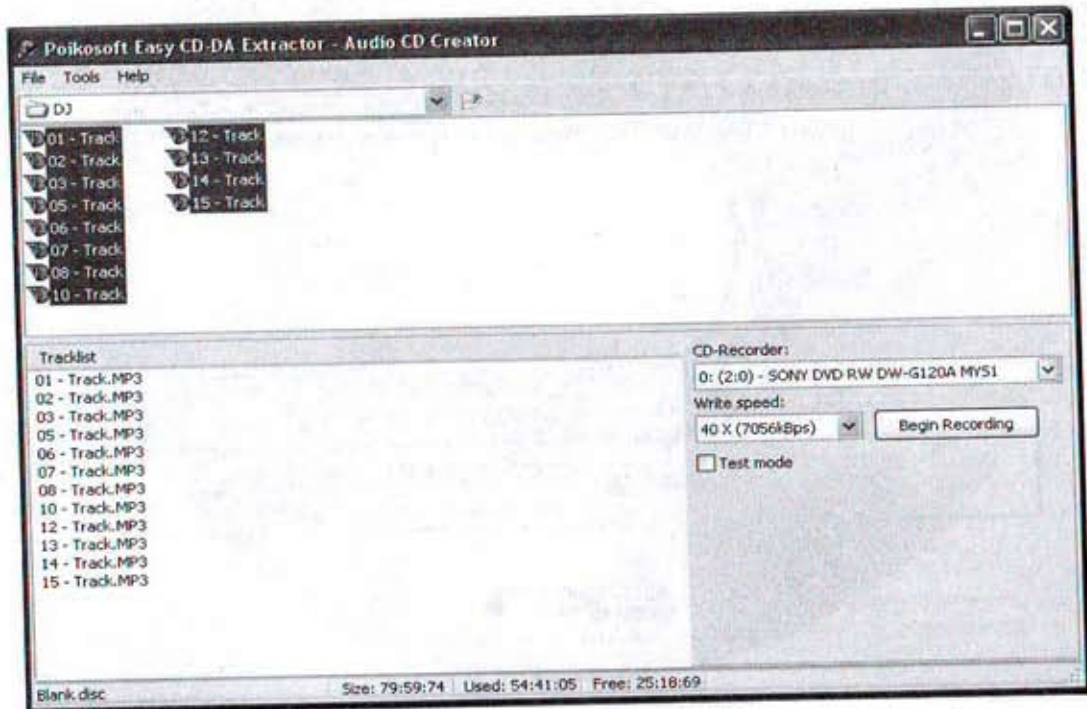 Poikosoft Easy CD-DA Extractor - Audio CD Creator
File Tools Help
DJ
01 - Track
02 - Track
03 - Track
05 - Track
06 - Track
07 - Track
08 - Track
10 - Track
12 - Track
13 - Track
14 - Track
15 - Track
Tracklist
01 - Track.MP3
02 - Track.MP3
03 - Track.MP3
05 - Track.MP3
06 - Track.MP3
07 - Track.MP3
08 - Track.MP3
10 - Track.MP3
12 - Track.MP3
13 - Track.MP3
14 - Track.MP3
15 - Track.MP3
CD-Recorder:
0: (2:0) - SONY DVD RW DW-G120A MYS1
Write speed:
40 X (7056kBps) Begin Recording
Test mode
Blank disc Size: 79:59:74 Used: 54:41:05 Free: 25:18:69